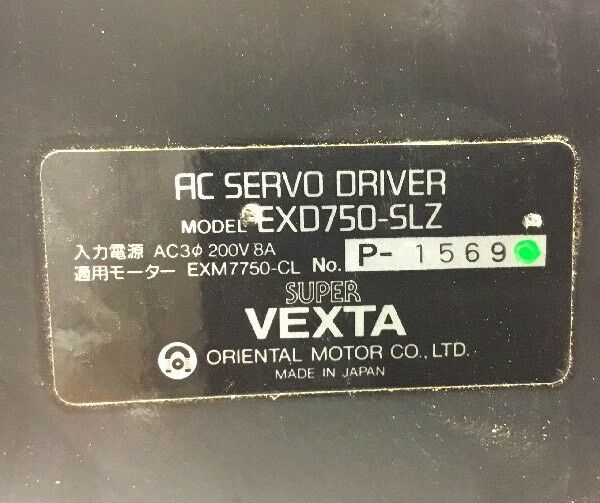 AC SERVO DRIVER
MODEL EXD750-SLZ
入力電源 AC3φ 200V 8A
適用モーター EXM7750-CL No. P- 1569
SUPER
VEXTA
ORIENTAL MOTOR CO., LTD.
MADE IN JAPAN